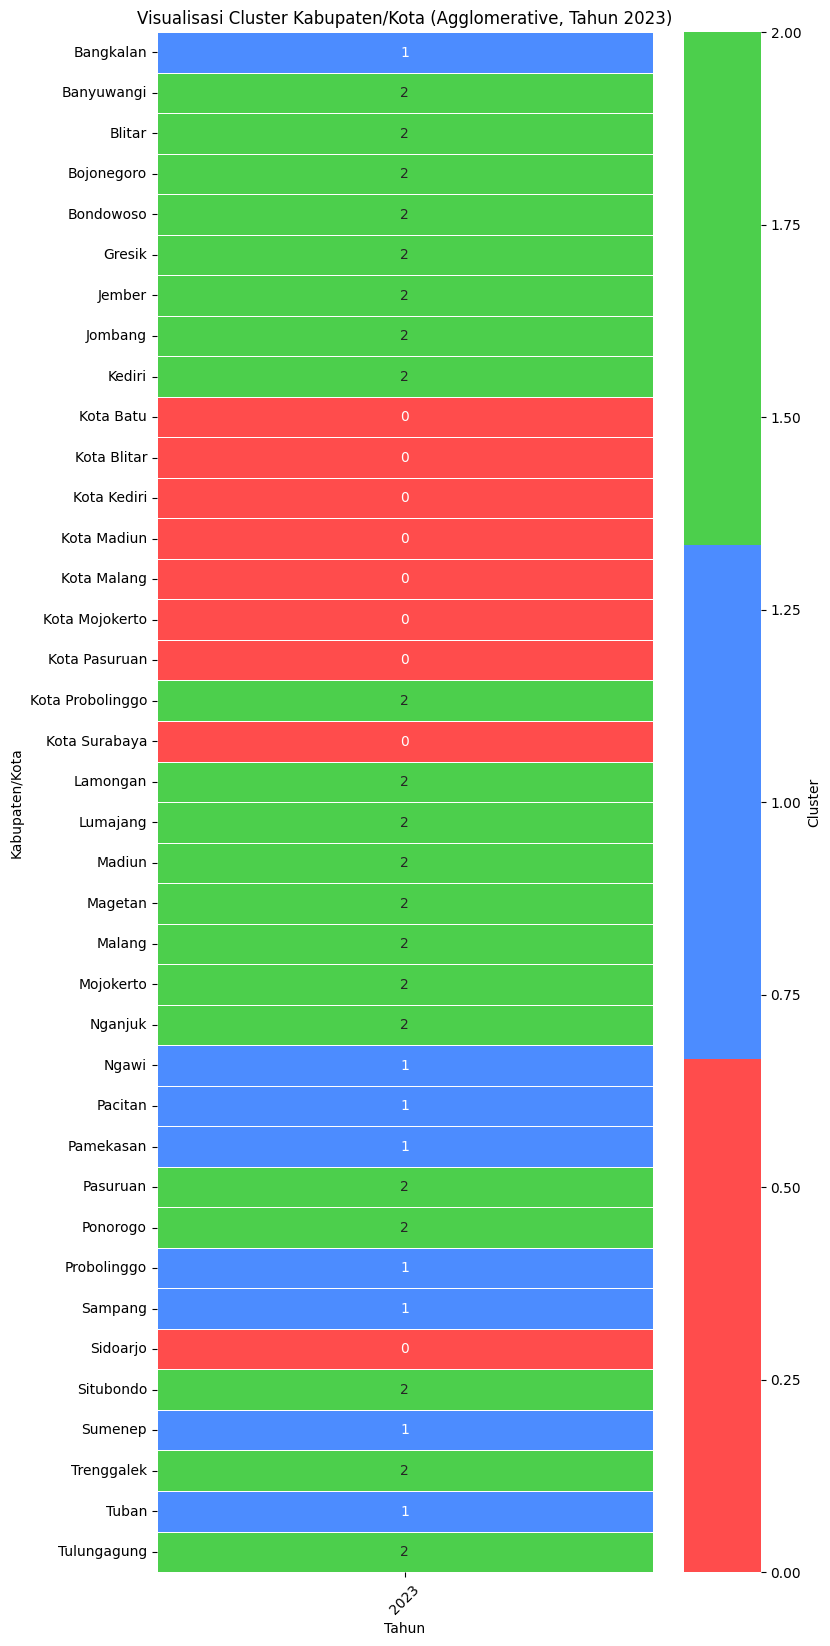 Visualisasi Cluster Kabupaten/Kota (Agglomerative, Tahun 2023)
Bangkalan 1
Banyuwangi 2
Blitar 2
Bojonegoro 2
Bondowoso 2
Gresik 2
Jember 2
Jombang 2
Kediri 2
Kota Batu 0
Kota Blitar 0
Kota Kediri 0
Kota Madiun 0
Kota Malang 0
Kota Mojokerto 0
Kota Pasuruan 0
Kota Probolinggo 2
Kota Surabaya 0
Lamongan 2
Lumajang 2
Madiun 2
Magetan 2
Malang 2
Mojokerto 2
Nganjuk 2
Ngawi 1
Pacitan 1
Pamekasan 1
Pasuruan 2
Ponorogo 2
Probolinggo 1
Sampang 1
Sidoarjo 0
Situbondo 2
Sumenep 1
Trenggalek 2
Tuban 1
Tulungagung 2
Kabupaten/Kota
2023
Tahun
2.00
1.75
1.50
1.25
1.00
0.75
0.50
0.25
0.00
Cluster